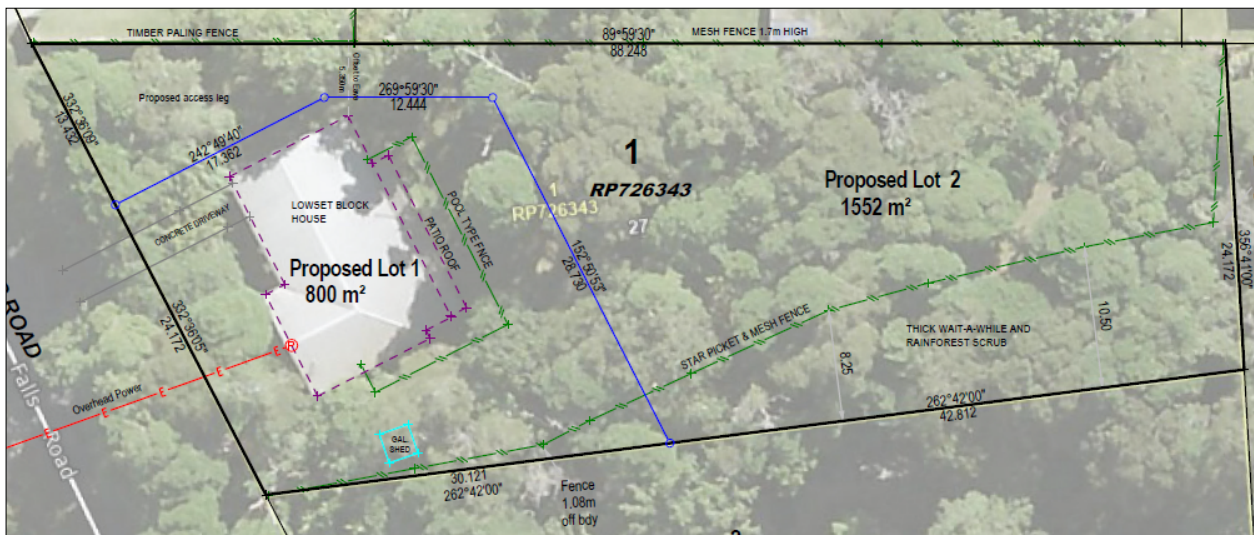 TIMBER PALING FENCE
89°59'30"
88.248
MESH FENCE 1.7m HIGH
Proposed access leg
332°36'09"
13.432
269°59'30"
12.444
242°49'40"
17.362
1
RP726343
1
RP726343
27
Proposed Lot 2
1552 m²
LOWSET BLOCK
HOUSE
CONCRETE DRIVEWAY
PATIO ROOF
POOL TYPE FNCE
Proposed Lot 1
800 m²
152°50'53"
28.730
356°41'00"
24.172
332°36'05"
24.172
ROAD
Falls Road
R
E
E
E
E
Overhead Power
STAR PICKET & MESH FENCE
THICK WAIT-A-WHILE AND
RAINFOREST SCRUB
10.50
8.25
262°42'00"
42.812
GAL
SHED
30.121
262°42'00"
Fence
1.08m
off bdy